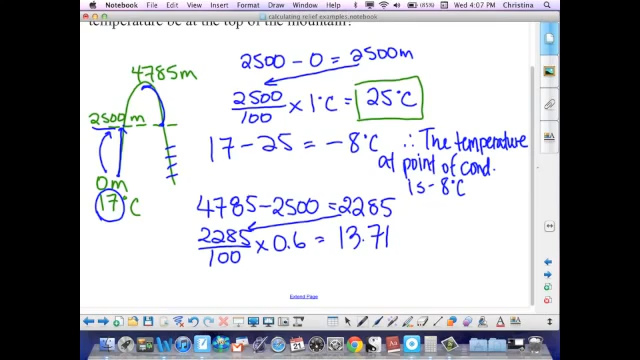 Notebook File Edit View Insert Format Links Window Help (85%) Wed 4:07 PM Christina
calculating relief examples.notebook
temperature be at the top of the mountain?
4785m
2500 m
0m
17°C
2500 - 0 = 2500m
2500/100 × 1°C = 25°C
17 - 25 = -8°C ∴ The temperature
at point of cond.
is -8°C
4785 - 2500 = 2285
2285/100 × 0.6 = 13.71
Extend Page